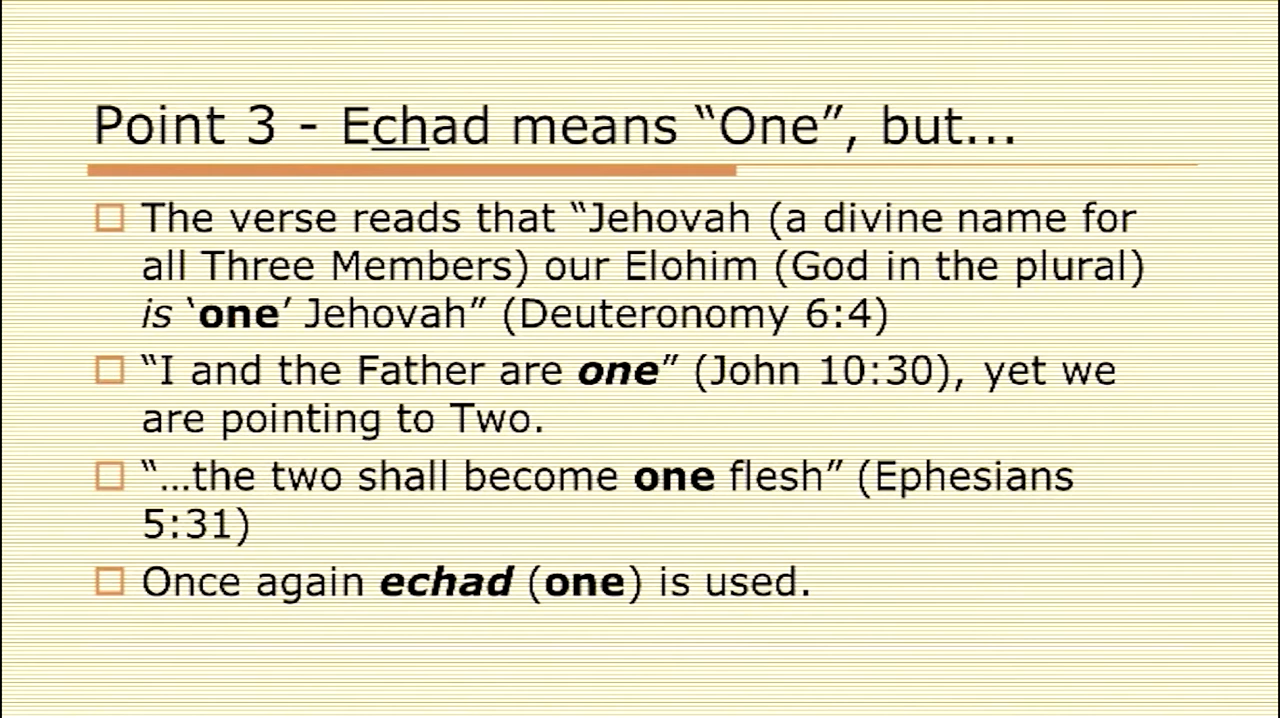 Point 3 - Echad means “One”, but...
The verse reads that “Jehovah (a divine name for
all Three Members) our Elohim (God in the plural)
is ‘one’ Jehovah” (Deuteronomy 6:4)
“I and the Father are one” (John 10:30), yet we
are pointing to Two.
“…the two shall become one flesh” (Ephesians
5:31)
Once again echad (one) is used.